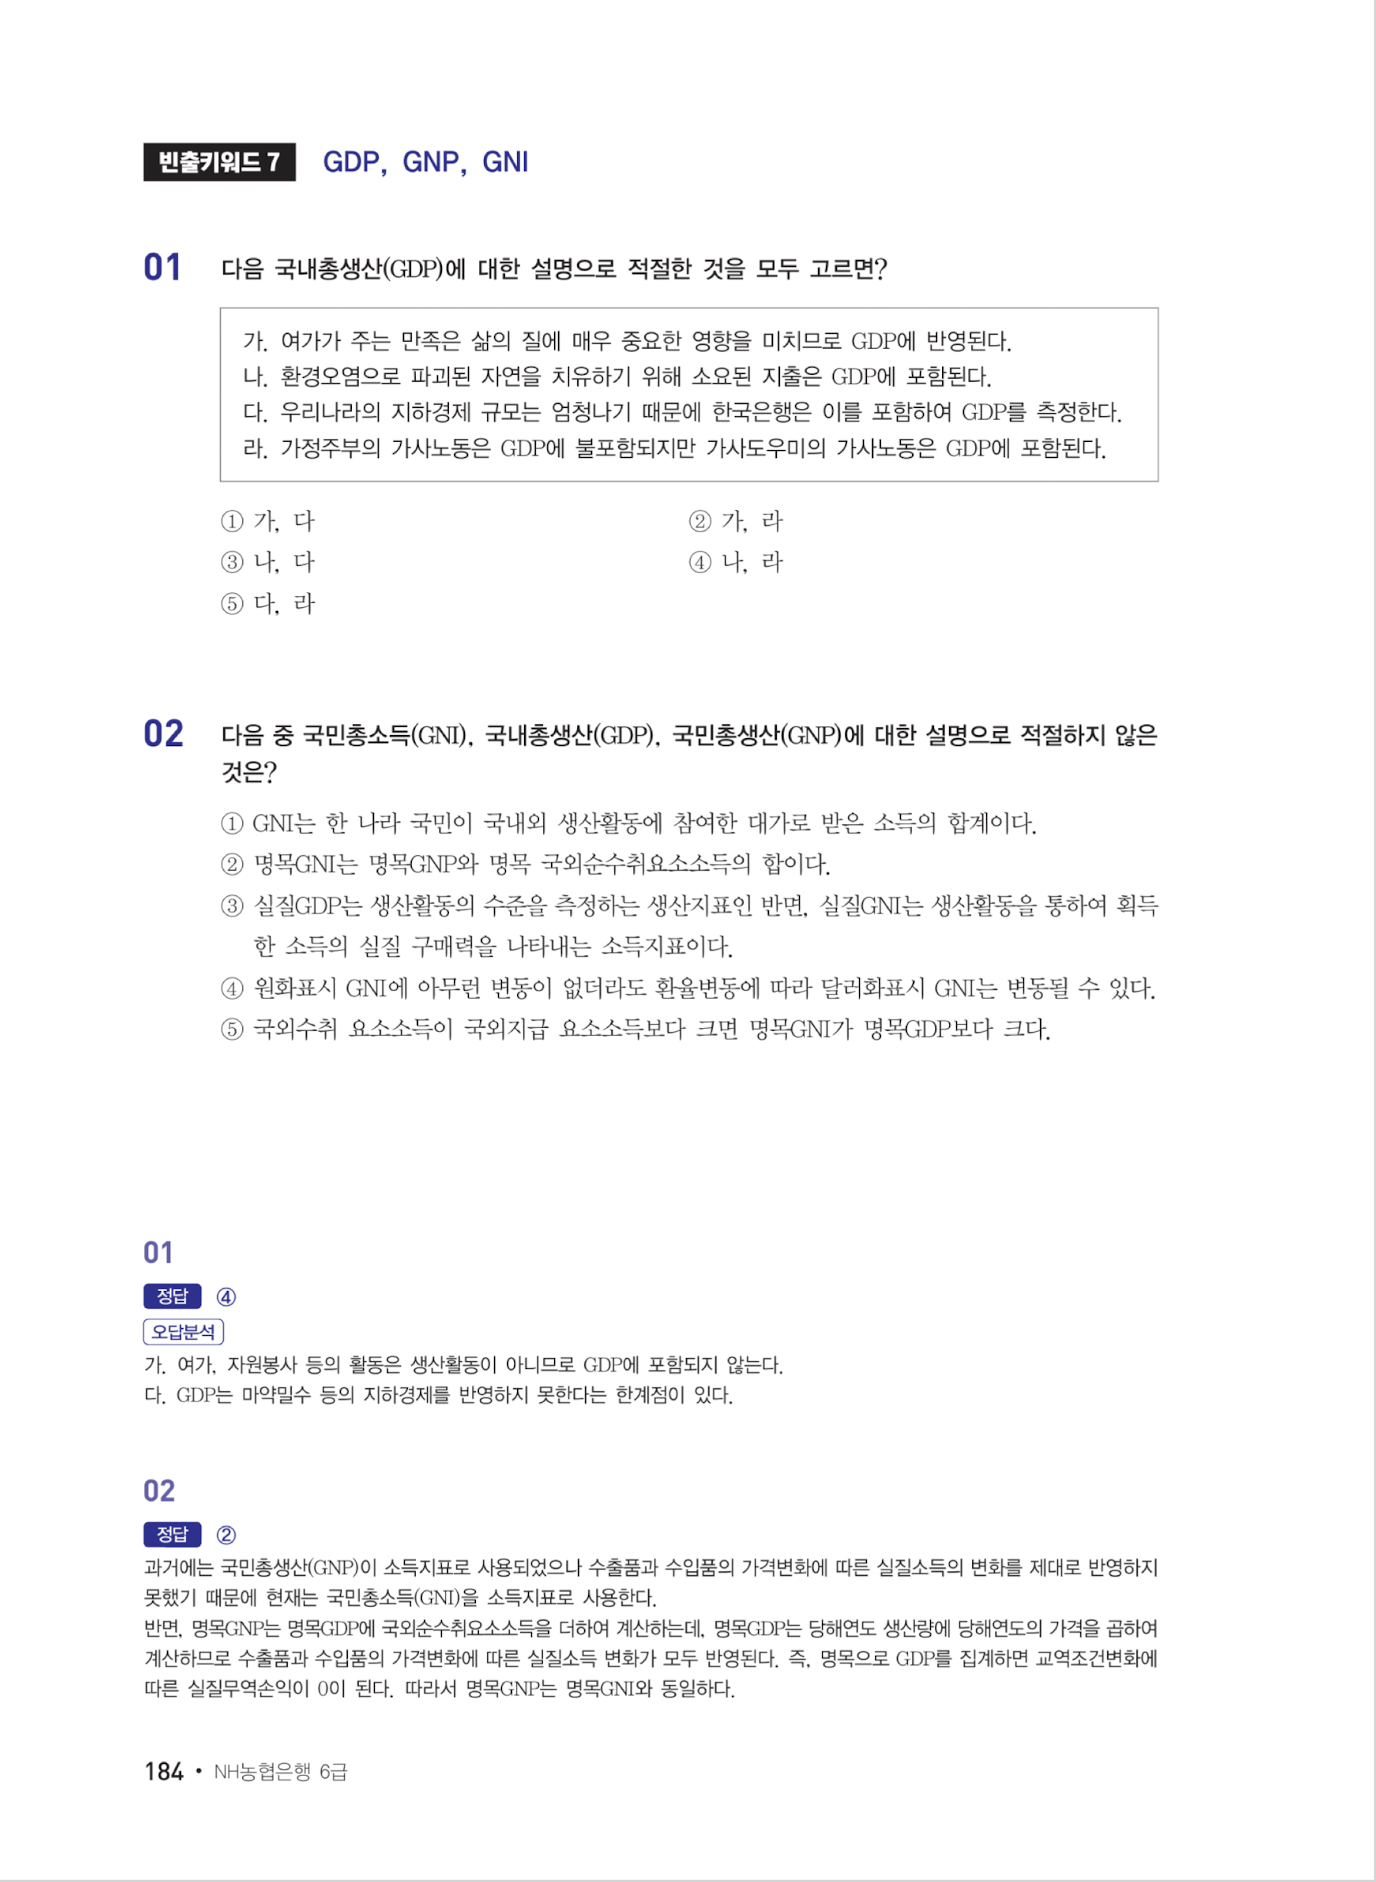 빈출키워드 7 GDP, GNP, GNI
01 다음 국내총생산(GDP)에 대한 설명으로 적절한 것을 모두 고르면?
가. 여가가 주는 만족은 삶의 질에 매우 중요한 영향을 미치므로 GDP에 반영된다.
나. 환경오염으로 파괴된 자연을 치유하기 위해 소요된 지출은 GDP에 포함된다.
다. 우리나라의 지하경제 규모는 엄청나기 때문에 한국은행은 이를 포함하여 GDP를 측정한다.
라. 가정주부의 가사노동은 GDP에 불포함되지만 가사도우미의 가사노동은 GDP에 포함된다.
① 가, 다 ② 가, 라
③ 나, 다 ④ 나, 라
⑤ 다, 라
02 다음 중 국민총소득(GNI), 국내총생산(GDP), 국민총생산(GNP)에 대한 설명으로 적절하지 않은
것은?
① GNI는 한 나라 국민이 국내외 생산활동에 참여한 대가로 받은 소득의 합계이다.
② 명목GNI는 명목GNP와 명목 국외순수취요소소득의 합이다.
③ 실질GDP는 생산활동의 수준을 측정하는 생산지표인 반면, 실질GNI는 생산활동을 통하여 획득
한 소득의 실질 구매력을 나타내는 소득지표이다.
④ 원화표시 GNI에 아무런 변동이 없더라도 환율변동에 따라 달러화표시 GNI는 변동될 수 있다.
⑤ 국외수취 요소소득이 국외지급 요소소득보다 크면 명목GNI가 명목GDP보다 크다.
01
정답 ④
오답분석
가. 여가, 자원봉사 등의 활동은 생산활동이 아니므로 GDP에 포함되지 않는다.
다. GDP는 마약밀수 등의 지하경제를 반영하지 못한다는 한계점이 있다.
02
정답 ②
과거에는 국민총생산(GNP)이 소득지표로 사용되었으나 수출품과 수입품의 가격변화에 따른 실질소득의 변화를 제대로 반영하지
못했기 때문에 현재는 국민총소득(GNI)을 소득지표로 사용한다.
반면, 명목GNP는 명목GDP에 국외순수취요소소득을 더하여 계산하는데, 명목GDP는 당해연도 생산량에 당해연도의 가격을 곱하여
계산하므로 수출품과 수입품의 가격변화에 따른 실질소득 변화가 모두 반영된다. 즉, 명목으로 GDP를 집계하면 교역조건변화에
따른 실질무역손익이 0이 된다. 따라서 명목GNP는 명목GNI와 동일하다.
184 • NH농협은행 6급